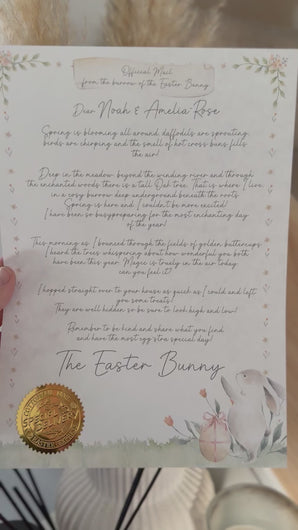 Official Mail
from the burrow of the Easter Bunny
Dear Noah & Amelia-Rose
Spring is blooming all around, daffodils are sprouting,
birds are chirping and the smell of hot cross buns fills
the air!
Deep in the meadow, beyond the winding river and through
the enchanted woods there is a tall Oak tree. That is where I live,
in a cosy burrow deep underground beneath the roots.
Spring is here and I couldn't be more excited!
I have been so busy preparing for the most enchanting day
of the year!
This morning as I bounced through the fields of golden buttercups
I heard the trees whispering about how wonderful you both
have been this year. Magic is truely in the air today
can you feel it?
I hopped straight over to your house as quick as I could and left
you some treats!
They are well hidden so be sure to look high and low!
Remember to be kind and share what you find
and have the most egg stra special day!
The Easter Bunny